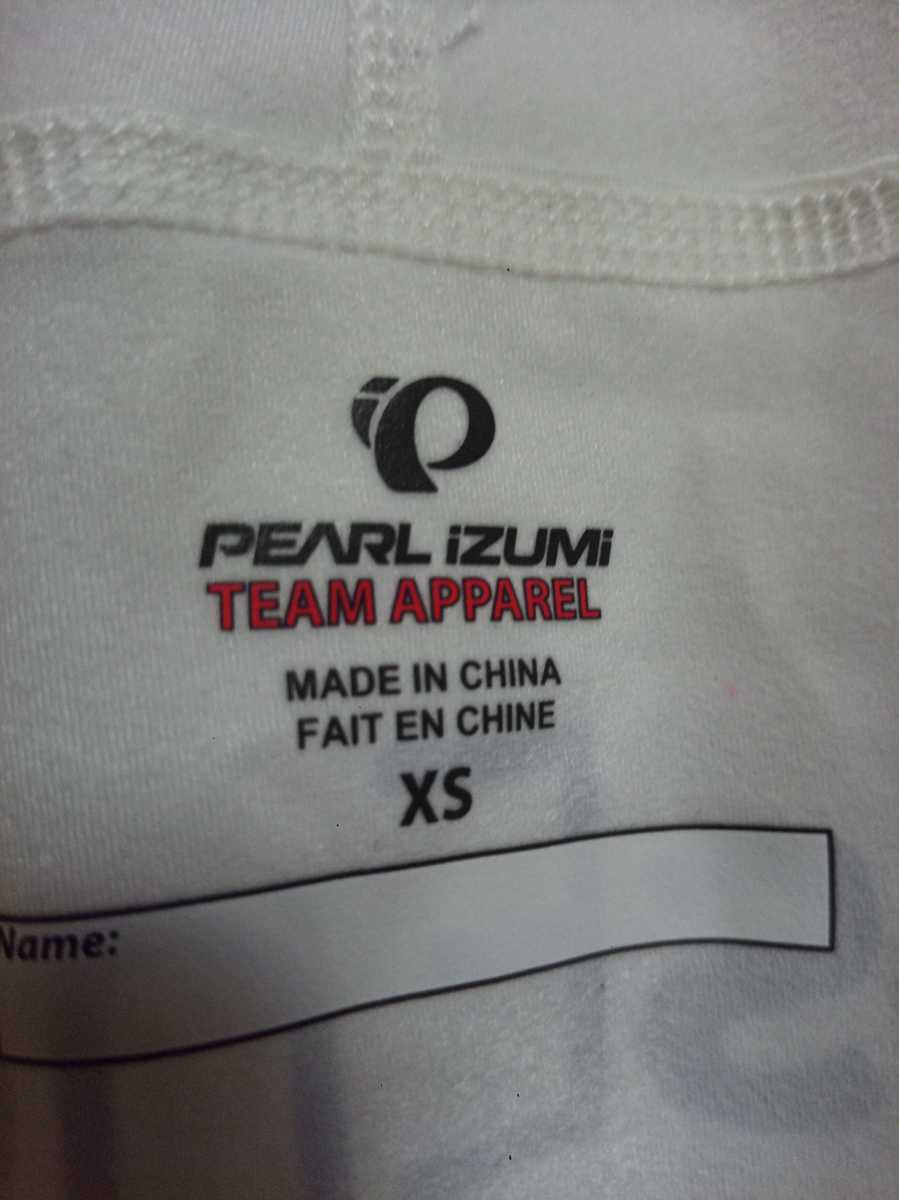 PEARL iZUMi
TEAM APPAREL
MADE IN CHINA
FAIT EN CHINE
XS
Name: